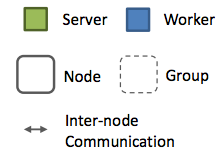 Server
Worker
Node
Group
Inter-node
Communication